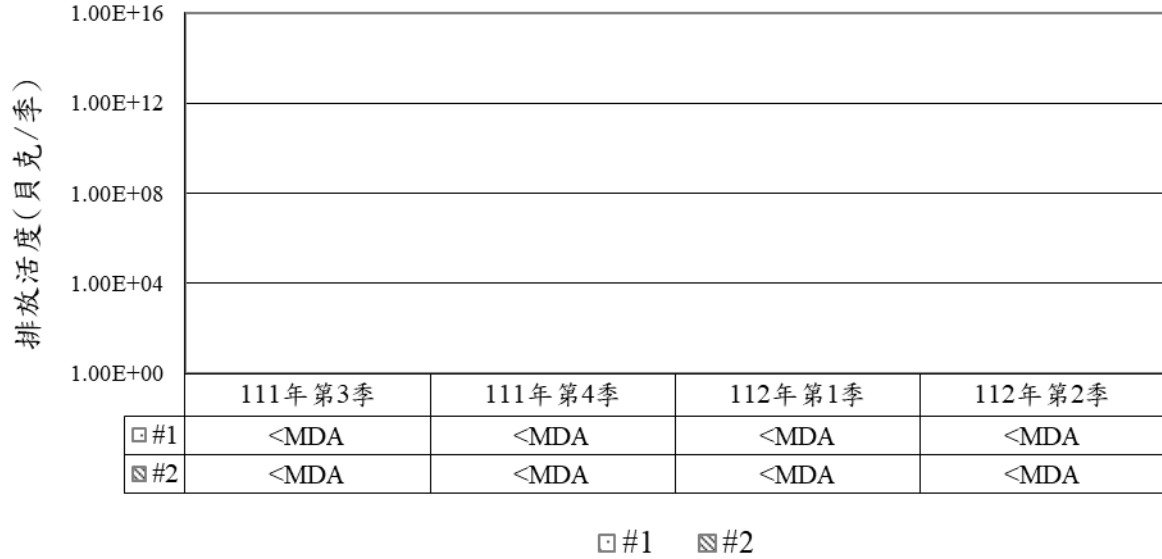 1.00E+16
1.00E+12
1.00E+08
1.00E+04
1.00E+00
排放活度(貝克/季)
111年第3季 111年第4季 112年第1季 112年第2季
#1 <MDA <MDA <MDA <MDA
#2 <MDA <MDA <MDA <MDA
#1 #2